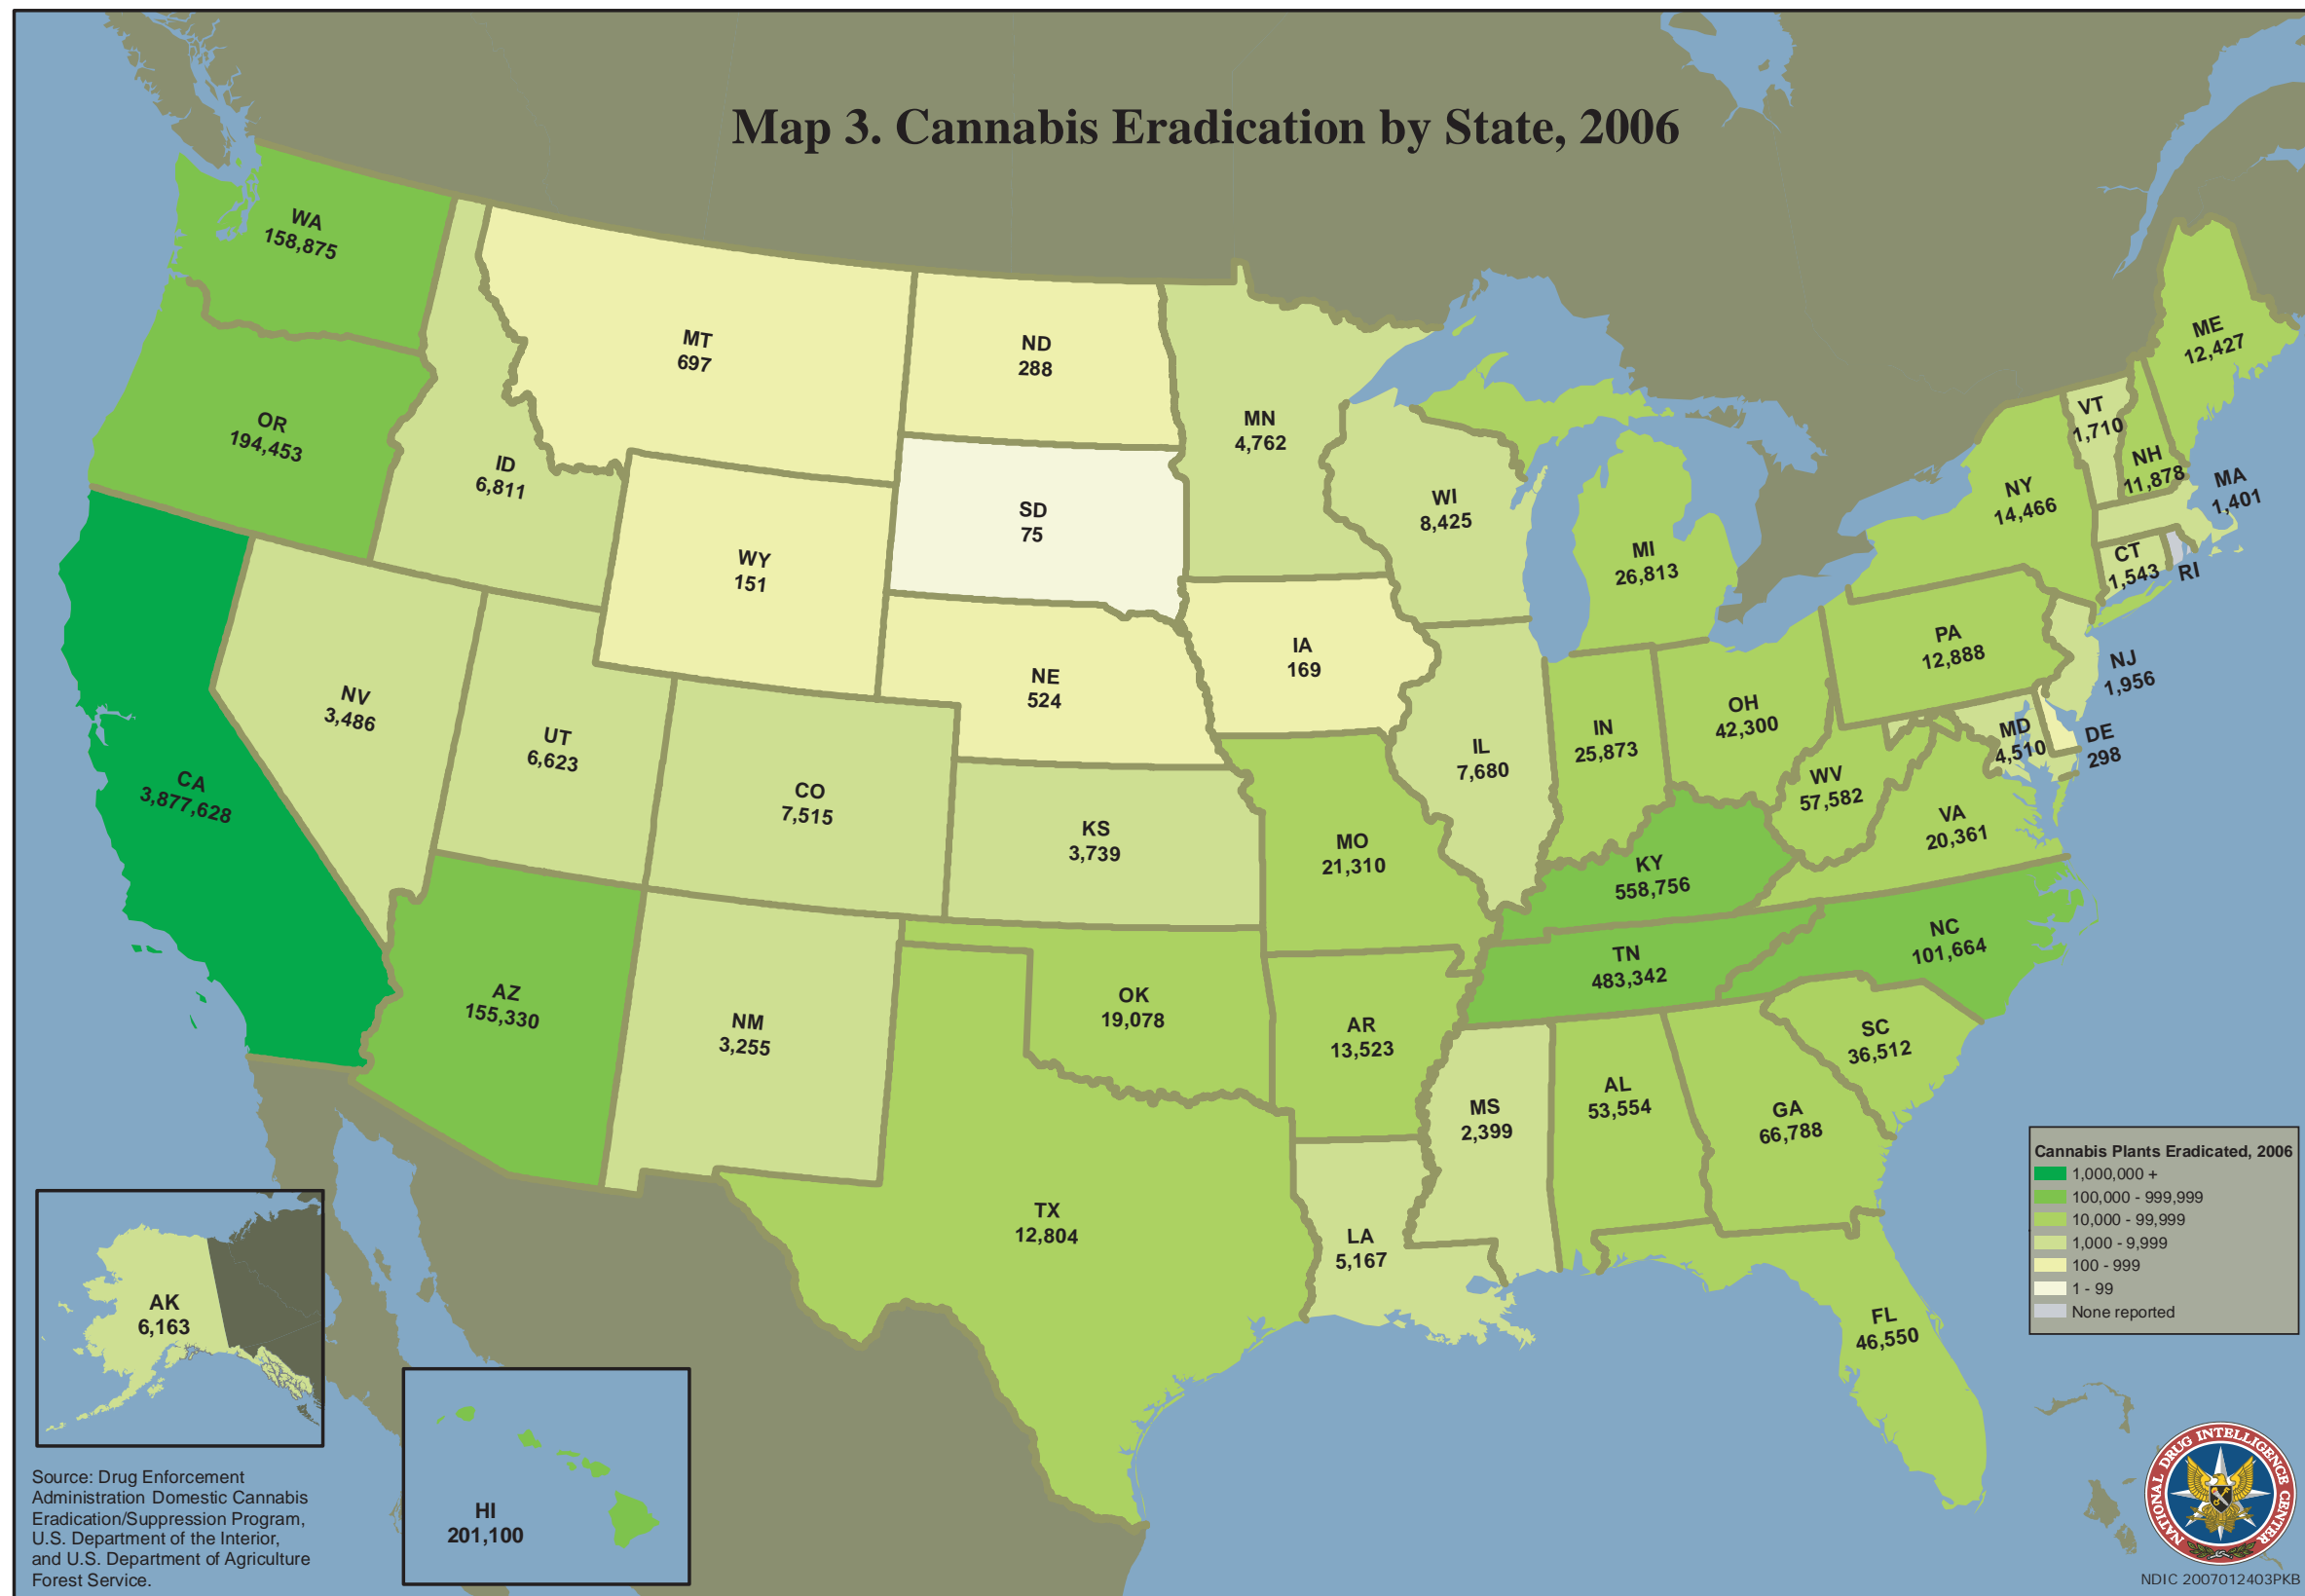 Map 3. Cannabis Eradication by State, 2006
WA
158,875
OR
194,453
ID
6,811
MT
697
ND
288
MN
4,762
SD
75
WY
151
WI
8,425
MI
26,813
ME
12,427
VT
1,710
NH
11,878
MA
1,401
NY
14,466
CT
1,543
RI
PA
12,888
NJ
1,956
DE
298
MD
4,510
CA
3,877,628
NV
3,486
UT
6,623
CO
7,515
NE
524
IA
169
IL
7,680
IN
25,873
OH
42,300
WV
57,582
VA
20,361
KS
3,739
MO
21,310
KY
558,756
NC
101,664
TN
483,342
AZ
155,330
NM
3,255
OK
19,078
AR
13,523
SC
36,512
MS
2,399
AL
53,554
GA
66,788
TX
12,804
LA
5,167
FL
46,550
AK
6,163
HI
201,100
Cannabis Plants Eradicated, 2006
1,000,000 +
100,000 - 999,999
10,000 - 99,999
1,000 - 9,999
100 - 999
1 - 99
None reported
Source: Drug Enforcement
Administration Domestic Cannabis
Eradication/Suppression Program,
U.S. Department of the Interior,
and U.S. Department of Agriculture
Forest Service.
NATIONAL DRUG INTELLIGENCE CENTER
NDIC 2007012403PKB